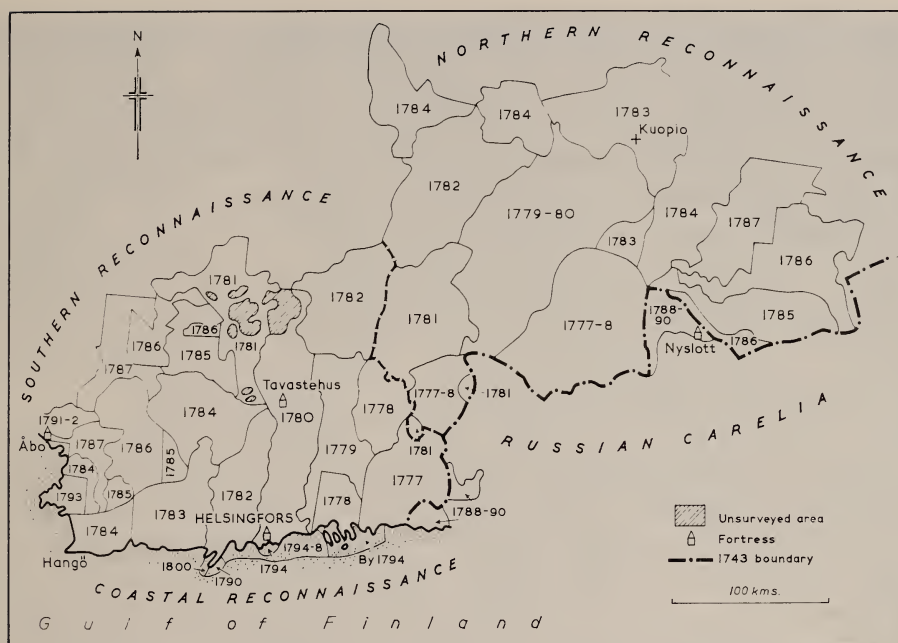 N
NORTHERN RECONNAISSANCE
1784
1784
1783
Kuopio
1782
1779-80
1784
1787
1783
1786
SOUTHERN RECONNAISSANCE
1781
1782
1781
1777-8
1788-90
1785
1786
Nyslott
1786
1786
1785
1781
1787
Tavastehus
1777-8
1781
1784
1780
1778
RUSSIAN CARELIA
1791-2
Åbo
1787
1786
1785
1779
1781
1784
1793
1785
1782
1778
1777
1784
1783
HELSINGFORS
1788-90
Hangö
1794-8
1794
By 1794
1800
1790
COASTAL RECONNAISSANCE
Gulf of Finland
Unsurveyed area
Fortress
1743 boundary
100 kms.